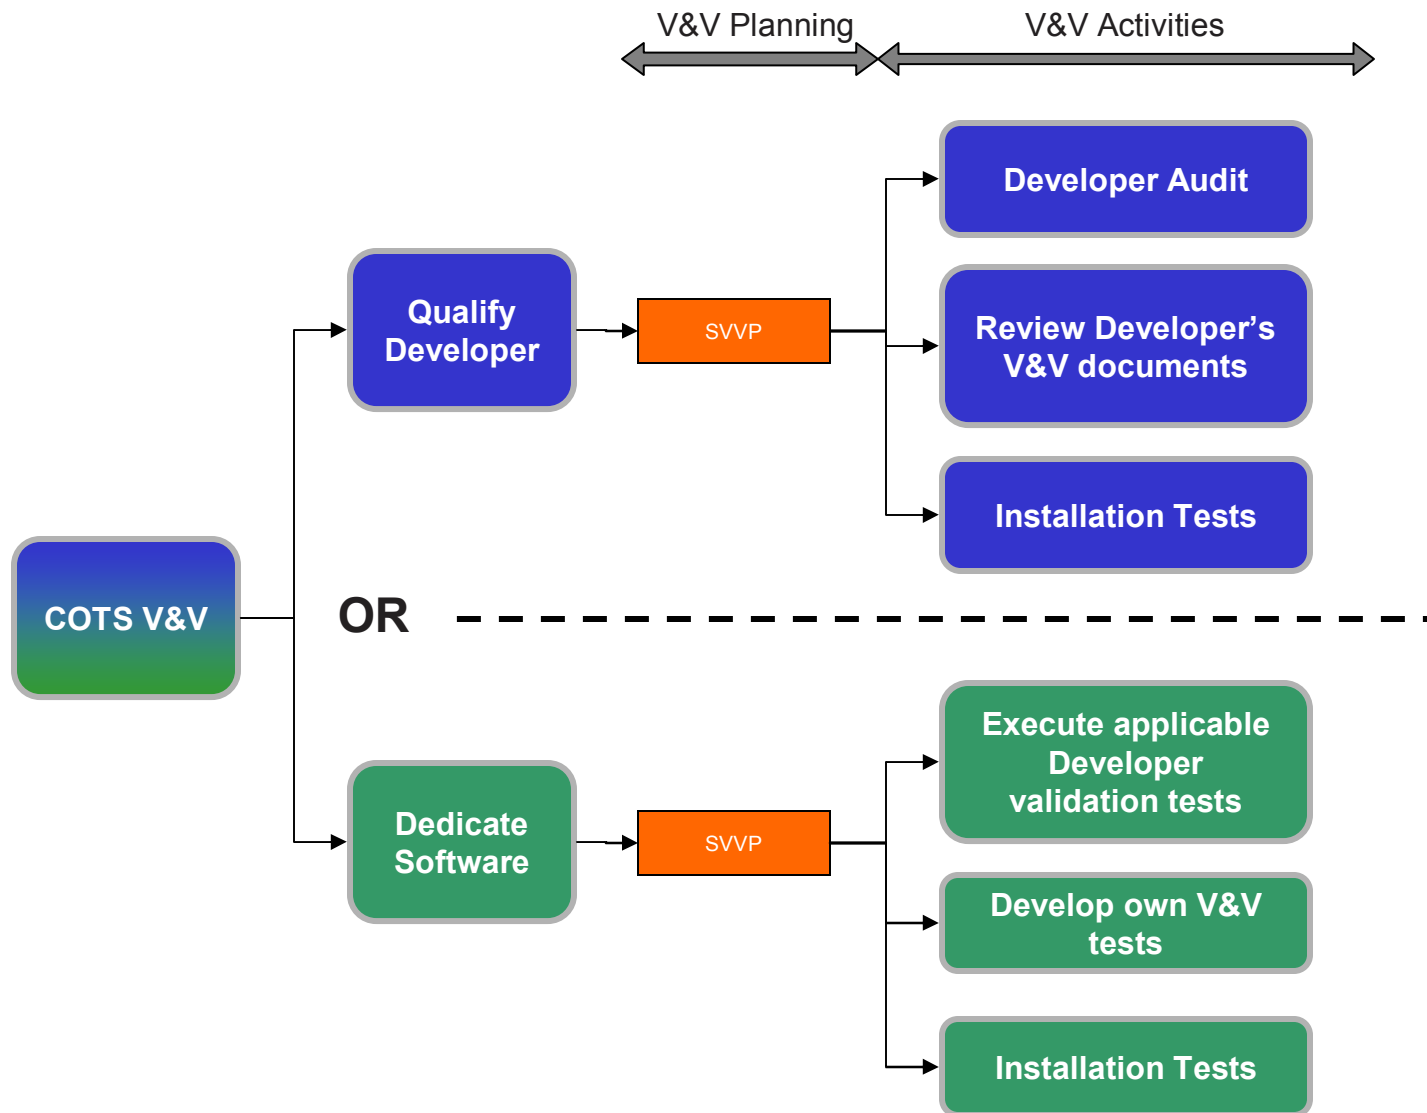 V&V Planning
V&V Activities
Developer Audit
Qualify
Developer
SVVP
Review Developer’s
V&V documents
Installation Tests
COTS V&V
OR
Execute applicable
Developer
validation tests
Dedicate
Software
SVVP
Develop own V&V
tests
Installation Tests